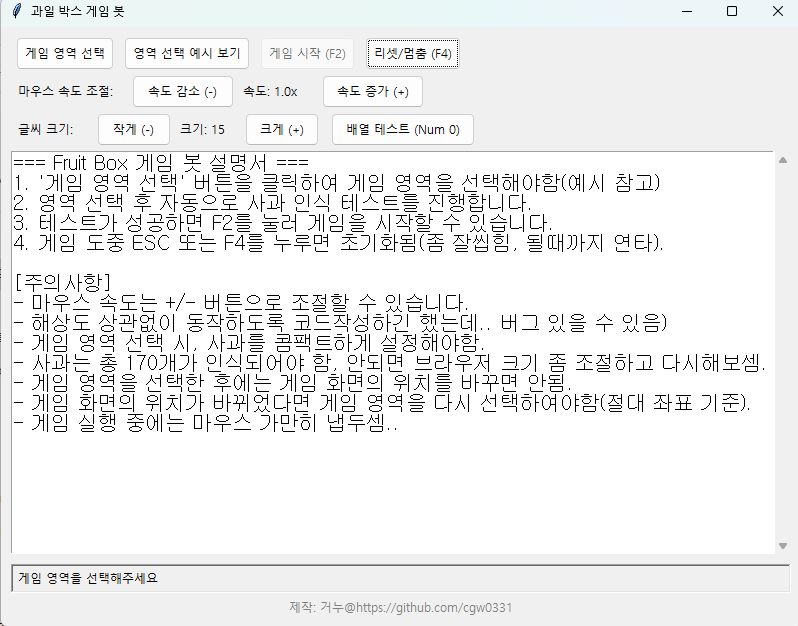 과일 박스 게임 봇
게임 영역 선택 영역 선택 예시 보기 게임 시작 (F2) 리셋/멈춤 (F4)
마우스 속도 조절: 속도 감소 (-) 속도: 1.0x 속도 증가 (+)
글씨 크기: 작게 (-) 크기: 15 크게 (+) 배열 테스트 (Num 0)
=== Fruit Box 게임 봇 설명서 ===
1. '게임 영역 선택' 버튼을 클릭하여 게임 영역을 선택해야함(예시 참고)
2. 영역 선택 후 자동으로 사과 인식 테스트를 진행합니다.
3. 테스트가 성공하면 F2를 눌러 게임을 시작할 수 있습니다.
4. 게임 도중 ESC 또는 F4를 누루면 초기화됨(좀 잘씹힘, 될때까지 연타).
[주의사항]
- 마우스 속도는 +/- 버튼으로 조절할 수 있습니다.
- 해상도 상관없이 동작하도록 코드작성하긴 했는데.. 버그 있을 수 있음)
- 게임 영역 선택 시, 사과를 콤팩트하게 설정해야함.
- 사과는 총 170개가 인식되어야 함, 안되면 브라우저 크기 좀 조절하고 다시해보셈.
- 게임 영역을 선택한 후에는 게임 화면의 위치를 바꾸면 안됨.
- 게임 화면의 위치가 바뀌었다면 게임 영역을 다시 선택하여야함(절대 좌표 기준).
- 게임 실행 중에는 마우스 가만히 냅두셈..
게임 영역을 선택해주세요
제작: 거누@https://github.com/cgw0331